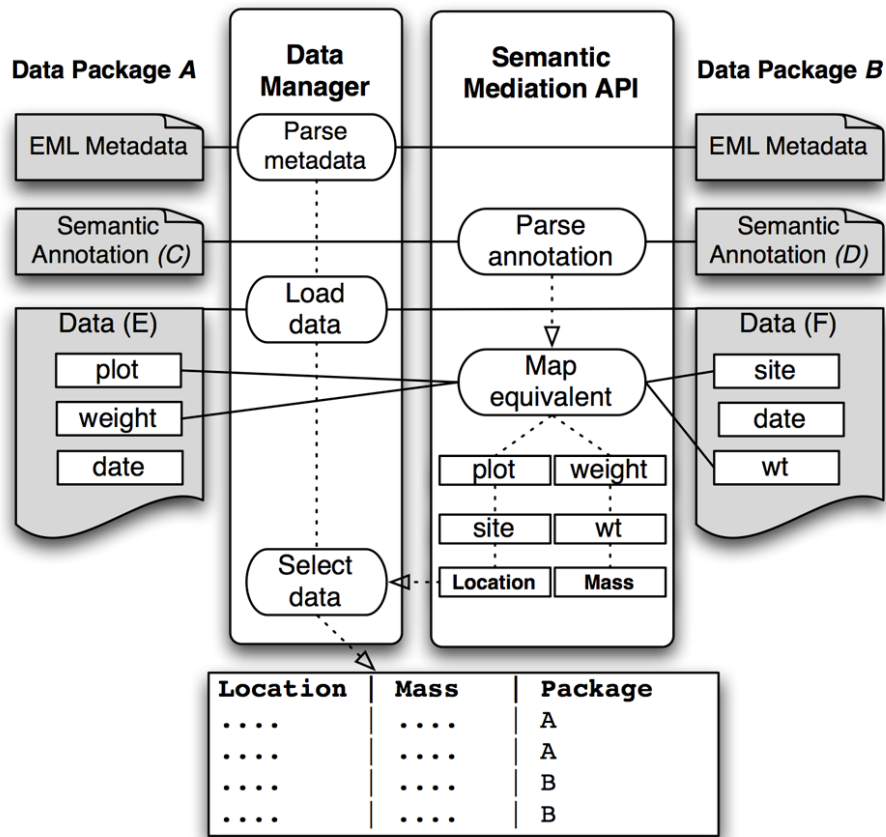 Data Package A
Data
Manager
Semantic
Mediation API
Data Package B
EML Metadata
Parse
metadata
EML Metadata
Semantic
Annotation (C)
Parse
annotation
Semantic
Annotation (D)
Load
data
Data (E)
plot
weight
date
Map
equivalent
Data (F)
site
date
wt
plot
weight
site
wt
Location
Mass
Select
data
Location | Mass | Package
.... | .... | A
.... | .... | A
.... | .... | B
.... | .... | B